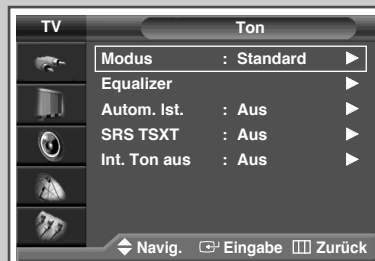 TV Ton
Modus : Standard
Equalizer
Autom. lst. : Aus
SRS TSXT : Aus
Int. Ton aus : Aus
Navig. Eingabe Zurück